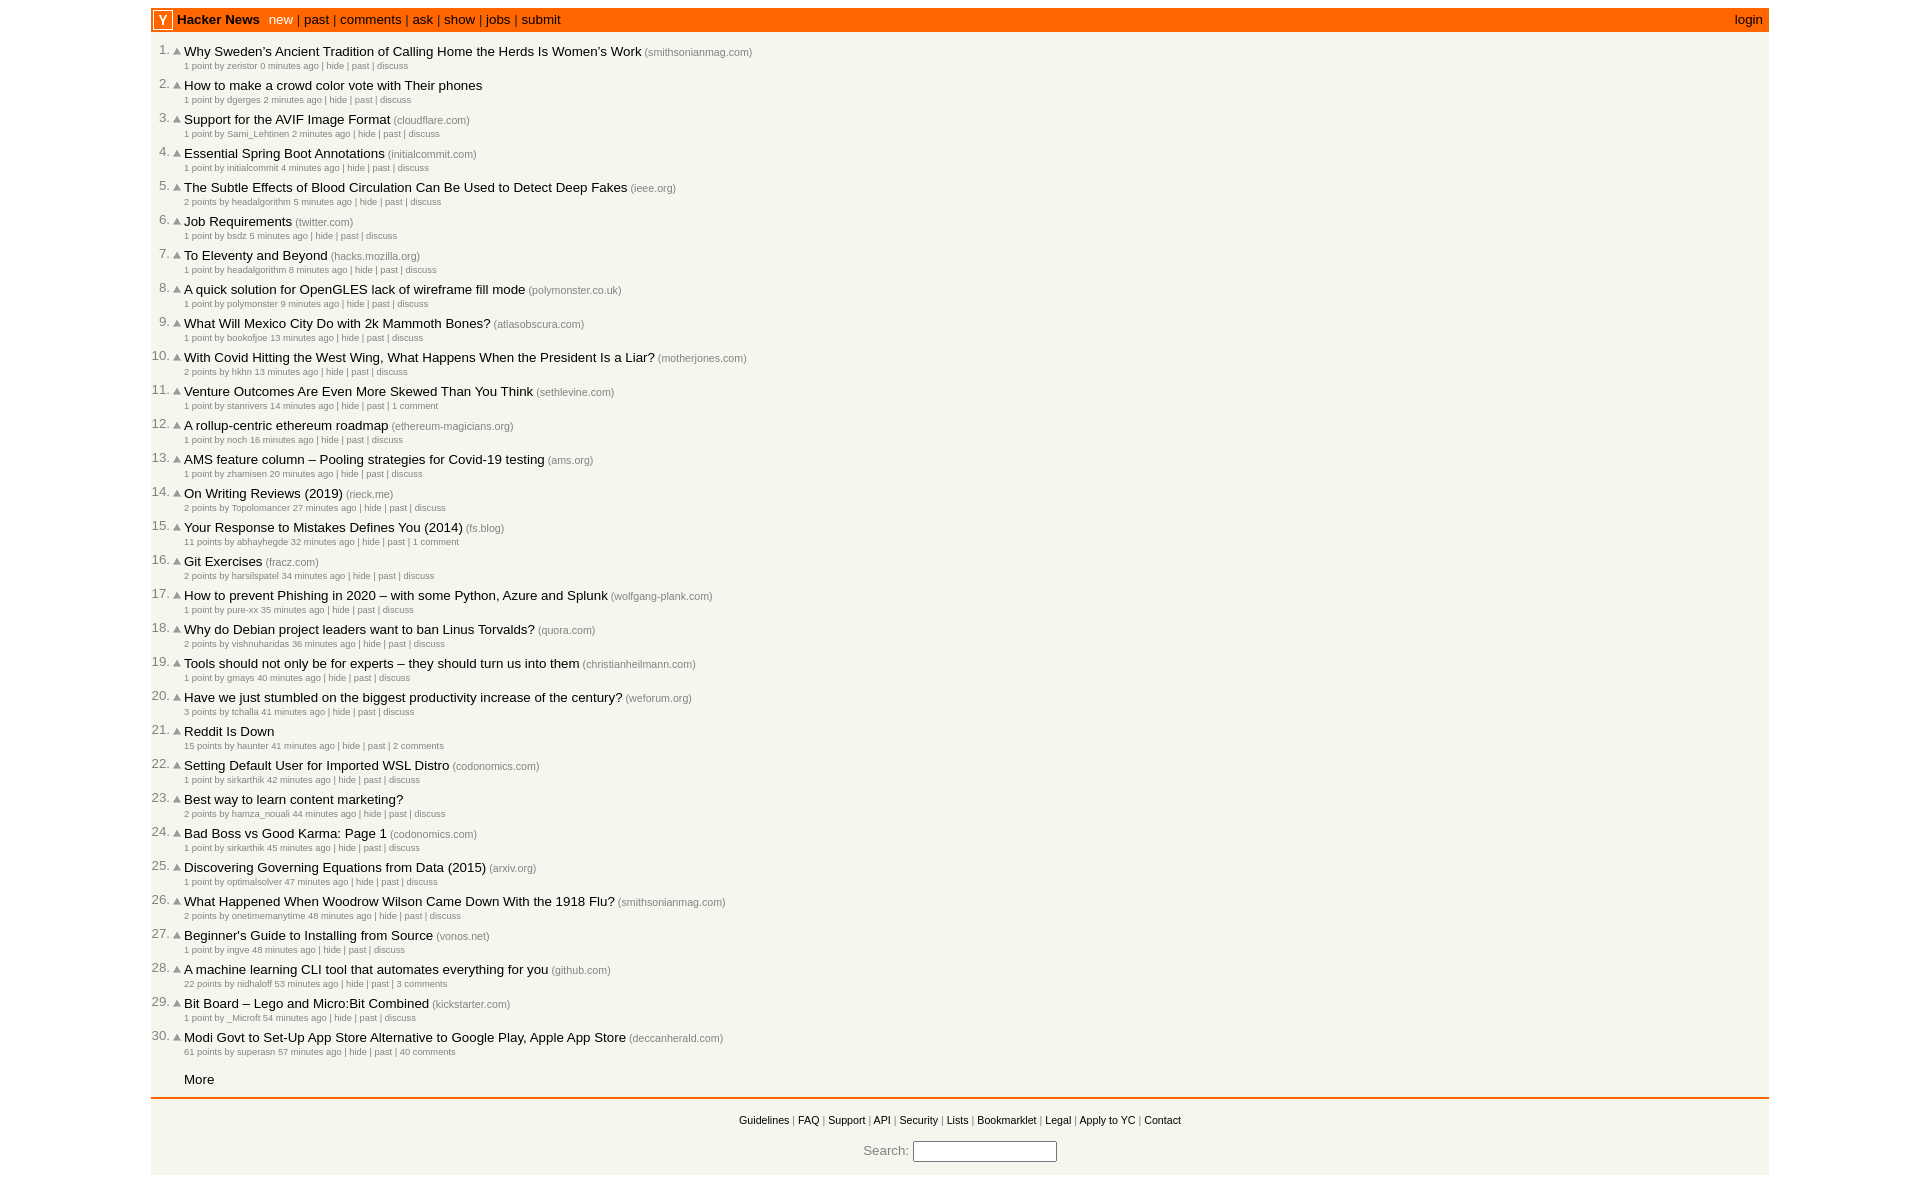 Y Hacker News new | past | comments | ask | show | jobs | submit login
1. Why Sweden's Ancient Tradition of Calling Home the Herds Is Women's Work (smithsonianmag.com)
1 point by zeristor 0 minutes ago | hide | past | discuss
2. How to make a crowd color vote with Their phones
1 point by dgerges 2 minutes ago | hide | past | discuss
3. Support for the AVIF Image Format (cloudflare.com)
1 point by Sami_Lehtinen 2 minutes ago | hide | past | discuss
4. Essential Spring Boot Annotations (initialcommit.com)
1 point by initialcommit 4 minutes ago | hide | past | discuss
5. The Subtle Effects of Blood Circulation Can Be Used to Detect Deep Fakes (ieee.org)
2 points by headalgorithm 5 minutes ago | hide | past | discuss
6. Job Requirements (twitter.com)
1 point by bsdz 5 minutes ago | hide | past | discuss
7. To Eleventy and Beyond (hacks.mozilla.org)
1 point by headalgorithm 8 minutes ago | hide | past | discuss
8. A quick solution for OpenGLES lack of wireframe fill mode (polymonster.co.uk)
1 point by polymonster 9 minutes ago | hide | past | discuss
9. What Will Mexico City Do with 2k Mammoth Bones? (atlasobscura.com)
1 point by bookofjoe 13 minutes ago | hide | past | discuss
10. With Covid Hitting the West Wing, What Happens When the President Is a Liar? (motherjones.com)
2 points by hkhn 13 minutes ago | hide | past | discuss
11. Venture Outcomes Are Even More Skewed Than You Think (sethlevine.com)
1 point by stanrivers 14 minutes ago | hide | past | 1 comment
12. A rollup-centric ethereum roadmap (ethereum-magicians.org)
1 point by noch 16 minutes ago | hide | past | discuss
13. AMS feature column – Pooling strategies for Covid-19 testing (ams.org)
1 point by zhamisen 20 minutes ago | hide | past | discuss
14. On Writing Reviews (2019) (rieck.me)
2 points by Topolomancer 27 minutes ago | hide | past | discuss
15. Your Response to Mistakes Defines You (2014) (fs.blog)
11 points by abhayhegde 32 minutes ago | hide | past | 1 comment
16. Git Exercises (fracz.com)
2 points by harsilspatel 34 minutes ago | hide | past | discuss
17. How to prevent Phishing in 2020 – with some Python, Azure and Splunk (wolfgang-plank.com)
1 point by pure-xx 35 minutes ago | hide | past | discuss
18. Why do Debian project leaders want to ban Linus Torvalds? (quora.com)
2 points by vishnuharidas 36 minutes ago | hide | past | discuss
19. Tools should not only be for experts – they should turn us into them (christianheilmann.com)
1 point by gmays 40 minutes ago | hide | past | discuss
20. Have we just stumbled on the biggest productivity increase of the century? (weforum.org)
3 points by tchalla 41 minutes ago | hide | past | discuss
21. Reddit Is Down
15 points by haunter 41 minutes ago | hide | past | 2 comments
22. Setting Default User for Imported WSL Distro (codonomics.com)
1 point by sirkarthik 42 minutes ago | hide | past | discuss
23. Best way to learn content marketing?
2 points by hamza_nouali 44 minutes ago | hide | past | discuss
24. Bad Boss vs Good Karma: Page 1 (codonomics.com)
1 point by sirkarthik 45 minutes ago | hide | past | discuss
25. Discovering Governing Equations from Data (2015) (arxiv.org)
1 point by optimalsolver 47 minutes ago | hide | past | discuss
26. What Happened When Woodrow Wilson Came Down With the 1918 Flu? (smithsonianmag.com)
2 points by onetimemanytime 48 minutes ago | hide | past | discuss
27. Beginner's Guide to Installing from Source (vonos.net)
1 point by ingve 48 minutes ago | hide | past | discuss
28. A machine learning CLI tool that automates everything for you (github.com)
22 points by nidhaloff 53 minutes ago | hide | past | 3 comments
29. Bit Board – Lego and Micro:Bit Combined (kickstarter.com)
1 point by _Microft 54 minutes ago | hide | past | discuss
30. Modi Govt to Set-Up App Store Alternative to Google Play, Apple App Store (deccanherald.com)
61 points by superasn 57 minutes ago | hide | past | 40 comments
More
Guidelines | FAQ | Support | API | Security | Lists | Bookmarklet | Legal | Apply to YC | Contact
Search: